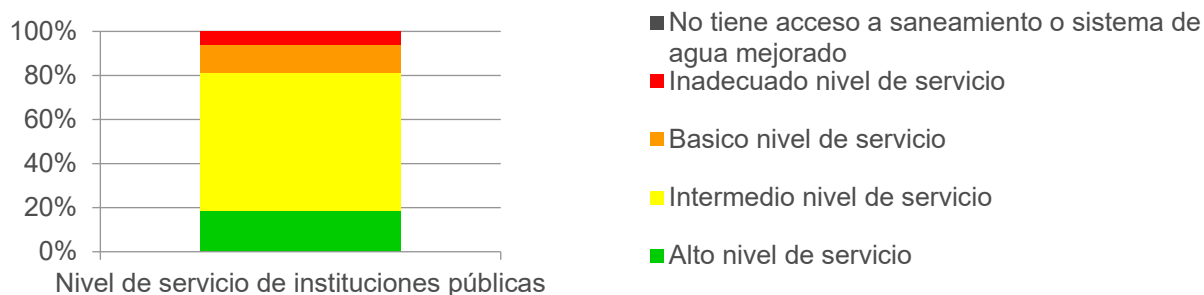 100%
80%
60%
40%
20%
0%
Nivel de servicio de instituciones públicas
No tiene acceso a saneamiento o sistema de
agua mejorado
Inadecuado nivel de servicio
Basico nivel de servicio
Intermedio nivel de servicio
Alto nivel de servicio